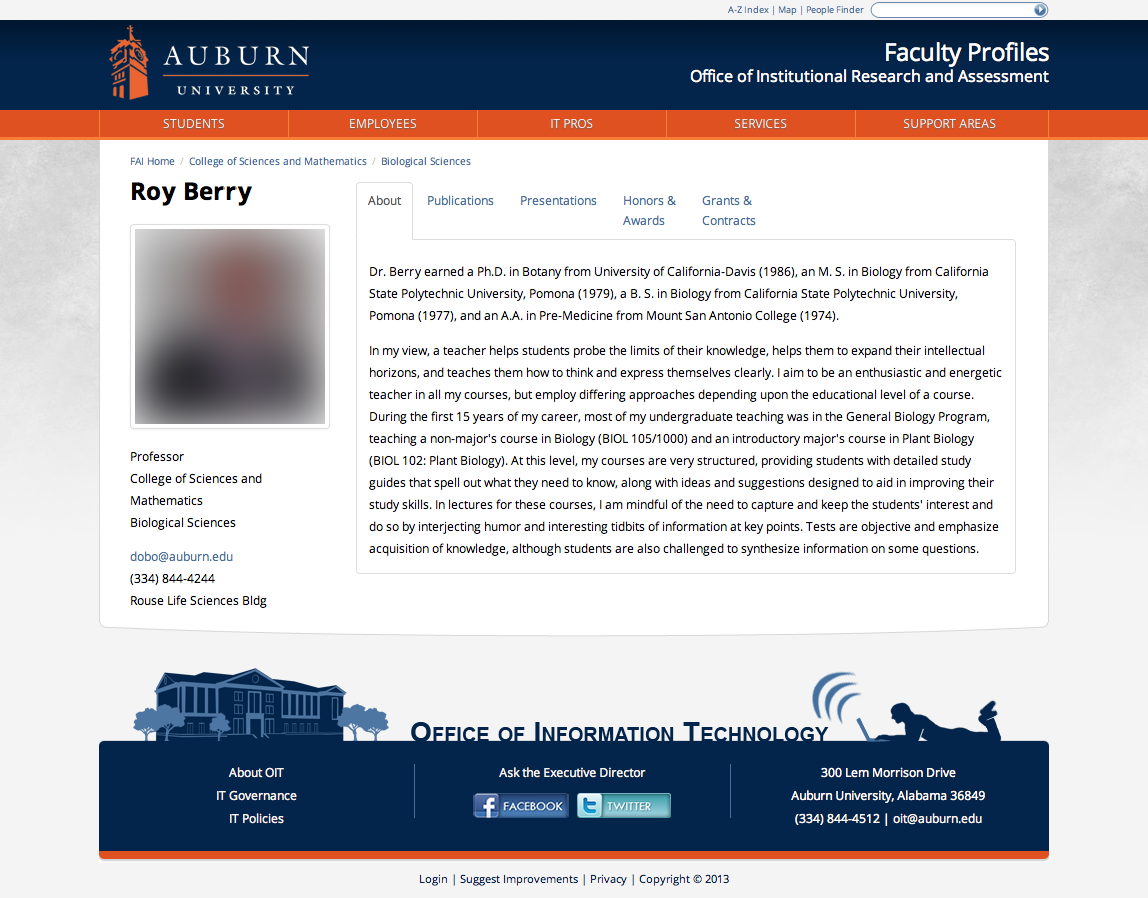 A-Z Index | Map | People Finder
AUBURN
UNIVERSITY
Faculty Profiles
Office of Institutional Research and Assessment
STUDENTS EMPLOYEES IT PROS SERVICES SUPPORT AREAS
FAI Home / College of Sciences and Mathematics / Biological Sciences
Roy Berry
About Publications Presentations Honors & Awards Grants & Contracts
Dr. Berry earned a Ph.D. in Botany from University of California-Davis (1986), an M. S. in Biology from California
State Polytechnic University, Pomona (1979), a B. S. in Biology from California State Polytechnic University,
Pomona (1977), and an A.A. in Pre-Medicine from Mount San Antonio College (1974).
In my view, a teacher helps students probe the limits of their knowledge, helps them to expand their intellectual
horizons, and teaches them how to think and express themselves clearly. I aim to be an enthusiastic and energetic
teacher in all my courses, but employ differing approaches depending upon the educational level of a course.
During the first 15 years of my career, most of my undergraduate teaching was in the General Biology Program,
teaching a non-major's course in Biology (BIOL 105/1000) and an introductory major's course in Plant Biology
(BIOL 102: Plant Biology). At this level, my courses are very structured, providing students with detailed study
guides that spell out what they need to know, along with ideas and suggestions designed to aid in improving their
study skills. In lectures for these courses, I am mindful of the need to capture and keep the students' interest and
do so by interjecting humor and interesting tidbits of information at key points. Tests are objective and emphasize
acquisition of knowledge, although students are also challenged to synthesize information on some questions.
Professor
College of Sciences and
Mathematics
Biological Sciences
dobo@auburn.edu
(334) 844-4244
Rouse Life Sciences Bldg
OFFICE OF INFORMATION TECHNOLOGY
About OIT
IT Governance
IT Policies
Ask the Executive Director
FACEBOOK TWITTER
300 Lem Morrison Drive
Auburn University, Alabama 36849
(334) 844-4512 | oit@auburn.edu
Login | Suggest Improvements | Privacy | Copyright © 2013